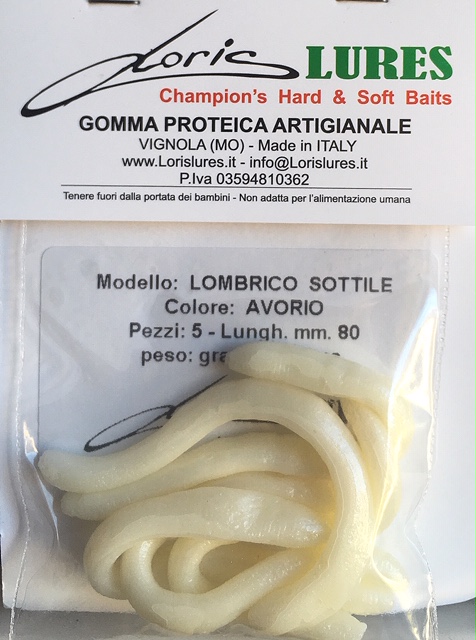 Loris LURES
Champion's Hard & Soft Baits
GOMMA PROTEICA ARTIGIANALE
VIGNOLA (MO) - Made in ITALY
www.Lorislures.it - info@Lorislures.it
P.Iva 03594810362
Tenere fuori dalla portata dei bambini - Non adatta per l'alimentazione umana
Modello: LOMBRICO SOTTILE
Colore: AVORIO
Pezzi: 5 - Lungh. mm. 80
peso: